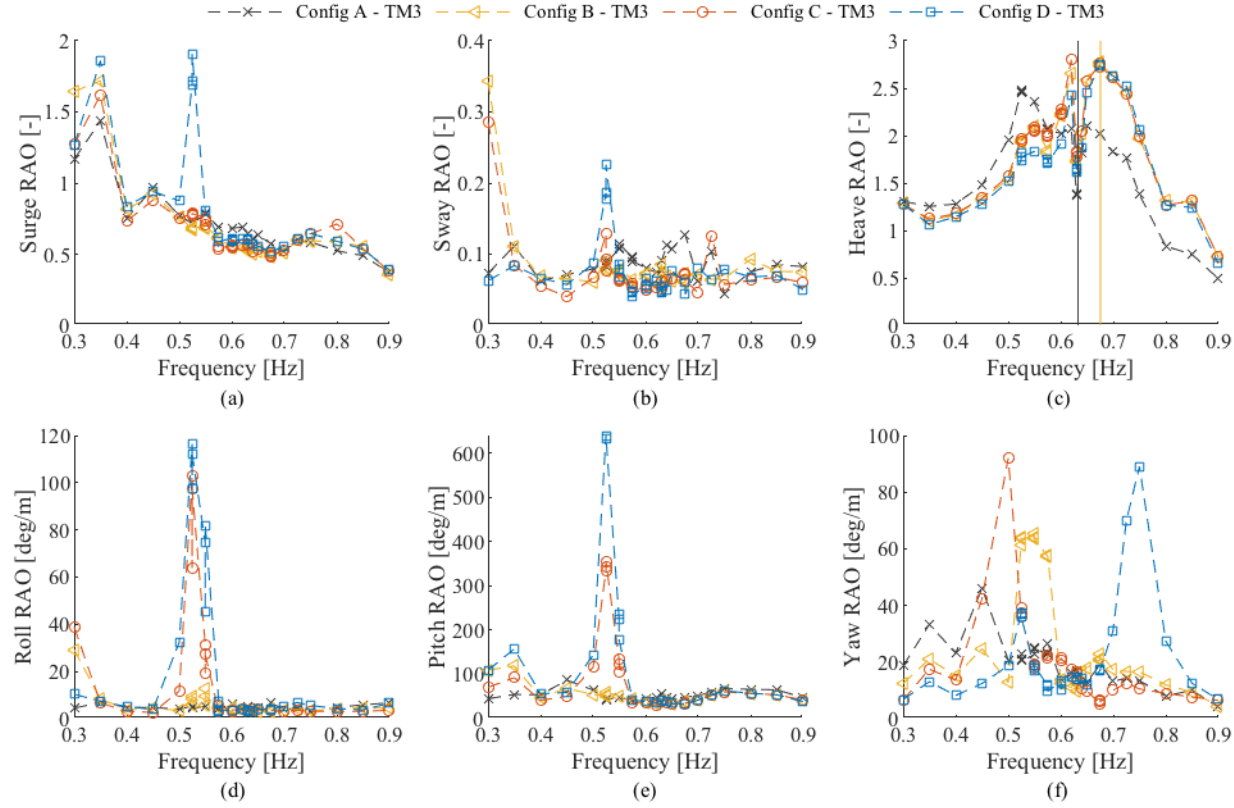 Config A - TM3 Config B - TM3 Config C - TM3 Config D - TM3
2
1.5
1
0.5
0
Surge RAO [-]
0.3 0.4 0.5 0.6 0.7 0.8 0.9
Frequency [Hz]
(a)
0.4
0.3
0.2
0.1
0
Sway RAO [-]
0.3 0.4 0.5 0.6 0.7 0.8 0.9
Frequency [Hz]
(b)
3
2.5
2
1.5
1
0.5
0
Heave RAO [-]
0.3 0.4 0.5 0.6 0.7 0.8 0.9
Frequency [Hz]
(c)
120
100
80
60
40
20
0
Roll RAO [deg/m]
0.3 0.4 0.5 0.6 0.7 0.8 0.9
Frequency [Hz]
(d)
600
500
400
300
200
100
0
Pitch RAO [deg/m]
0.3 0.4 0.5 0.6 0.7 0.8 0.9
Frequency [Hz]
(e)
100
80
60
40
20
0
Yaw RAO [deg/m]
0.3 0.4 0.5 0.6 0.7 0.8 0.9
Frequency [Hz]
(f)